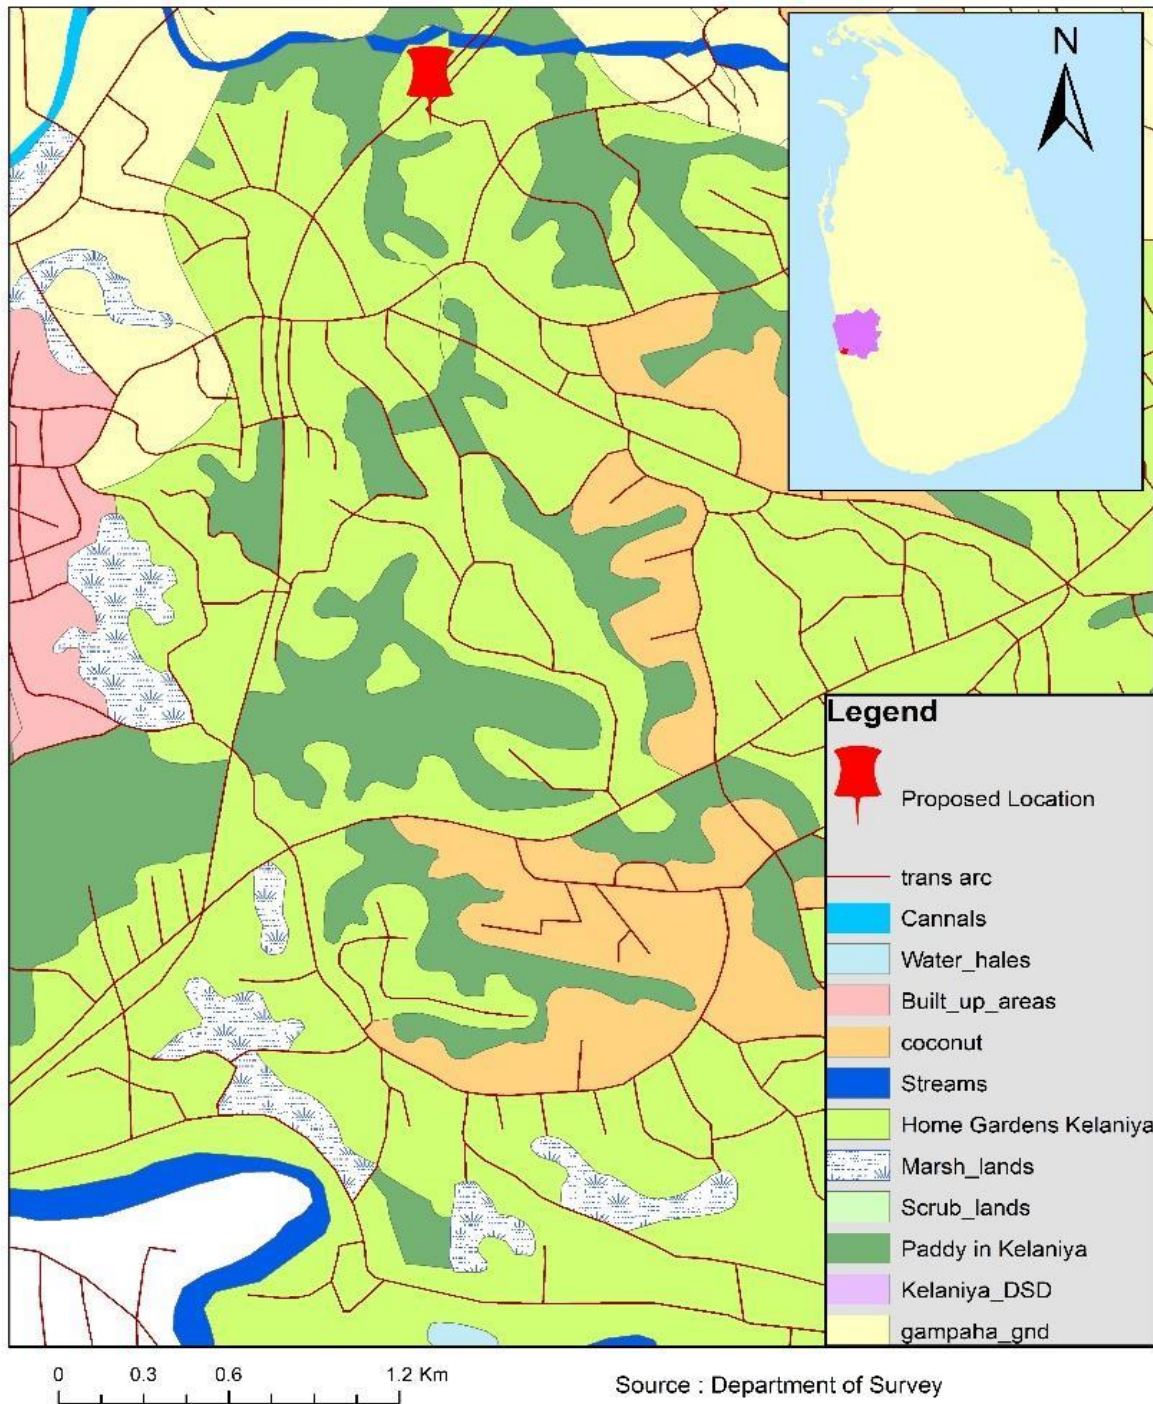 N
Legend
Proposed Location
trans arc
Cannals
Water_hales
Built_up_areas
coconut
Streams
Home Gardens Kelaniya
Marsh_lands
Scrub_lands
Paddy in Kelaniya
Kelaniya_DSD
gampaha_gnd
0 0.3 0.6 1.2 Km
Source : Department of Survey